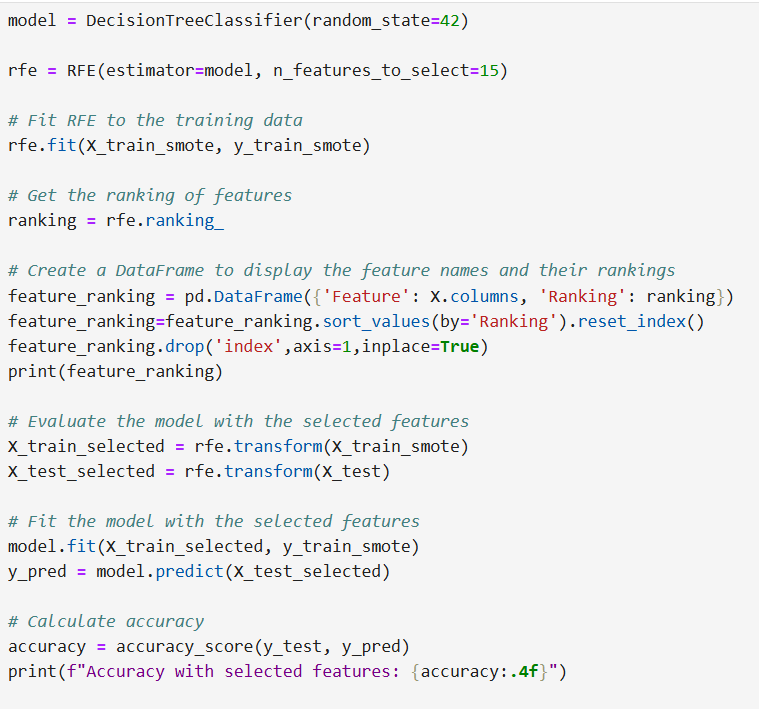 model = DecisionTreeClassifier(random_state=42)
rfe = RFE(estimator=model, n_features_to_select=15)
# Fit RFE to the training data
rfe.fit(X_train_smote, y_train_smote)
# Get the ranking of features
ranking = rfe.ranking_
# Create a DataFrame to display the feature names and their rankings
feature_ranking = pd.DataFrame({'Feature': X.columns, 'Ranking': ranking})
feature_ranking=feature_ranking.sort_values(by='Ranking').reset_index()
feature_ranking.drop('index',axis=1,inplace=True)
print(feature_ranking)
# Evaluate the model with the selected features
X_train_selected = rfe.transform(X_train_smote)
X_test_selected = rfe.transform(X_test)
# Fit the model with the selected features
model.fit(X_train_selected, y_train_smote)
y_pred = model.predict(X_test_selected)
# Calculate accuracy
accuracy = accuracy_score(y_test, y_pred)
print(f"Accuracy with selected features: {accuracy:.4f}")